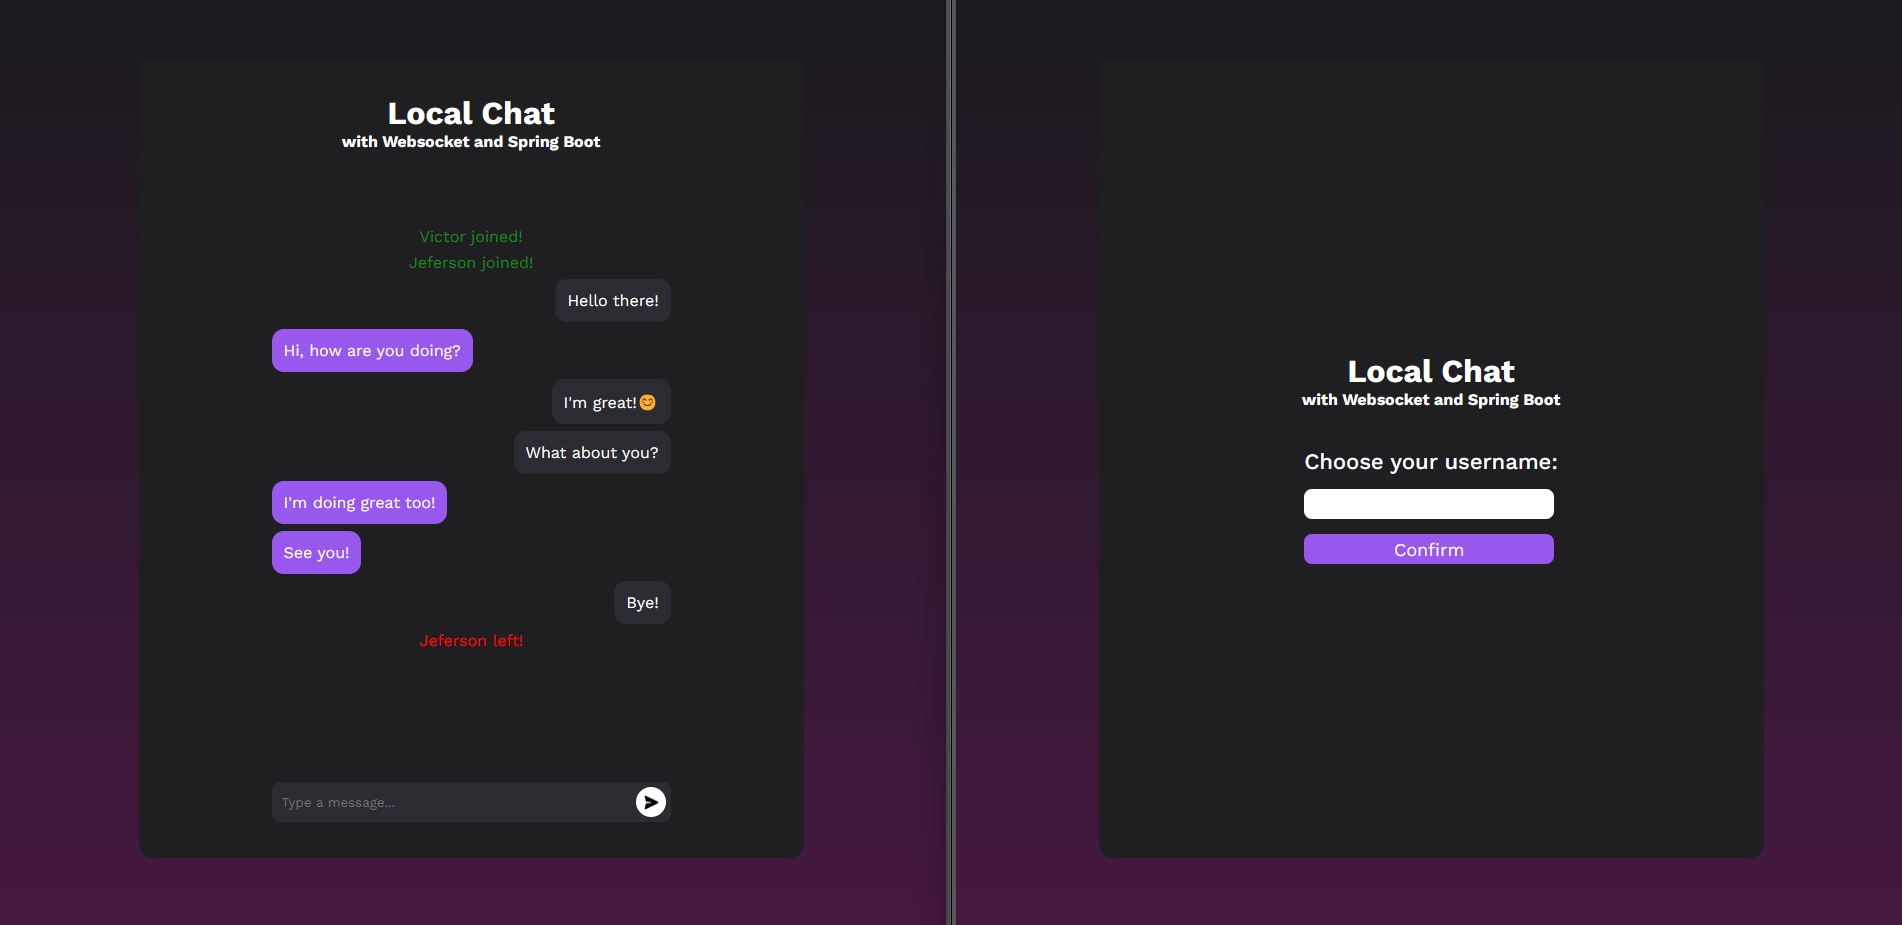 Local Chat
with Websocket and Spring Boot
Victor joined!
Jeferson joined!
Hello there!
Hi, how are you doing?
I'm great!😊
What about you?
I'm doing great too!
See you!
Bye!
Jeferson left!
Type a message...
Local Chat
with Websocket and Spring Boot
Choose your username:
Confirm